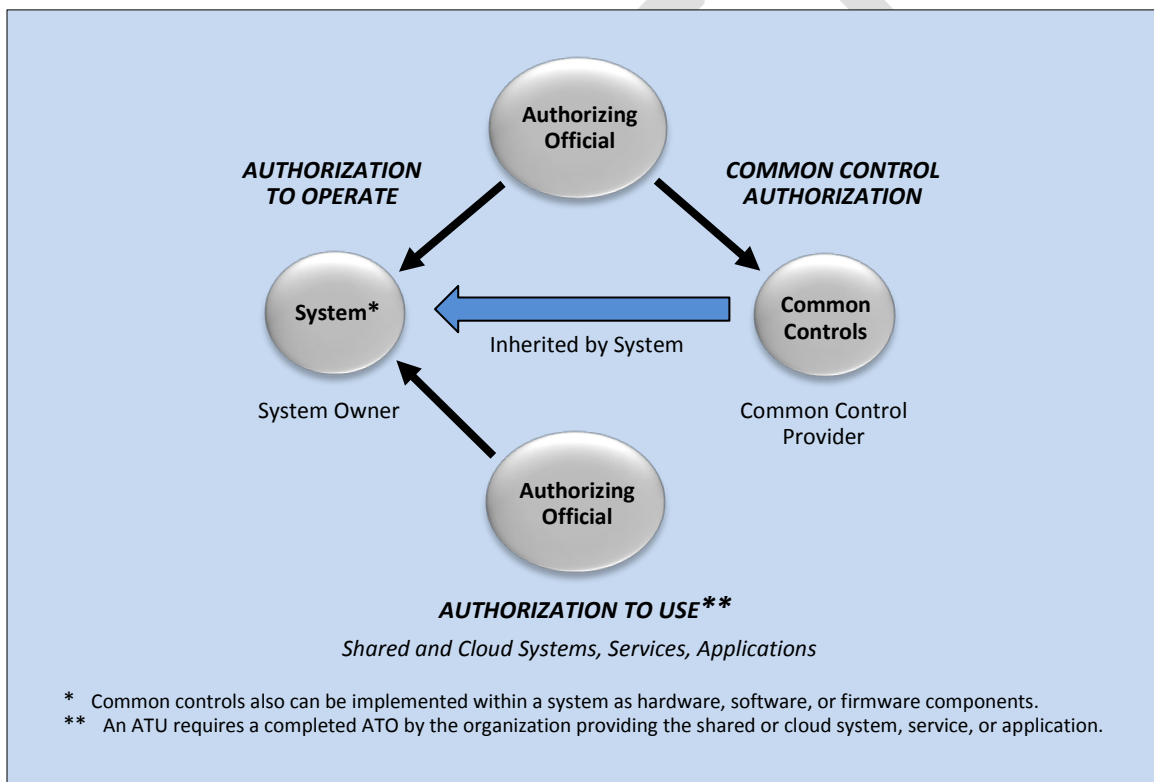 Authorizing
Official
AUTHORIZATION
TO OPERATE
COMMON CONTROL
AUTHORIZATION
System*
Common
Controls
Inherited by System
System Owner
Common Control
Provider
Authorizing
Official
AUTHORIZATION TO USE**
Shared and Cloud Systems, Services, Applications
* Common controls also can be implemented within a system as hardware, software, or firmware components.
** An ATU requires a completed ATO by the organization providing the shared or cloud system, service, or application.